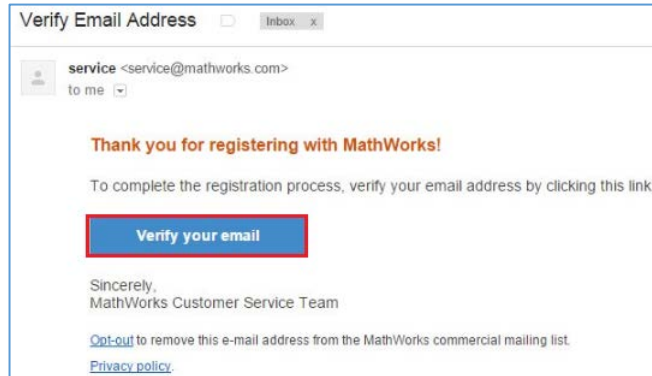 Verify Email Address
Inbox x
service <service@mathworks.com>
to me
Thank you for registering with MathWorks!
To complete the registration process, verify your email address by clicking this link
Verify your email
Sincerely,
MathWorks Customer Service Team
Opt-out to remove this e-mail address from the MathWorks commercial mailing list.
Privacy policy.